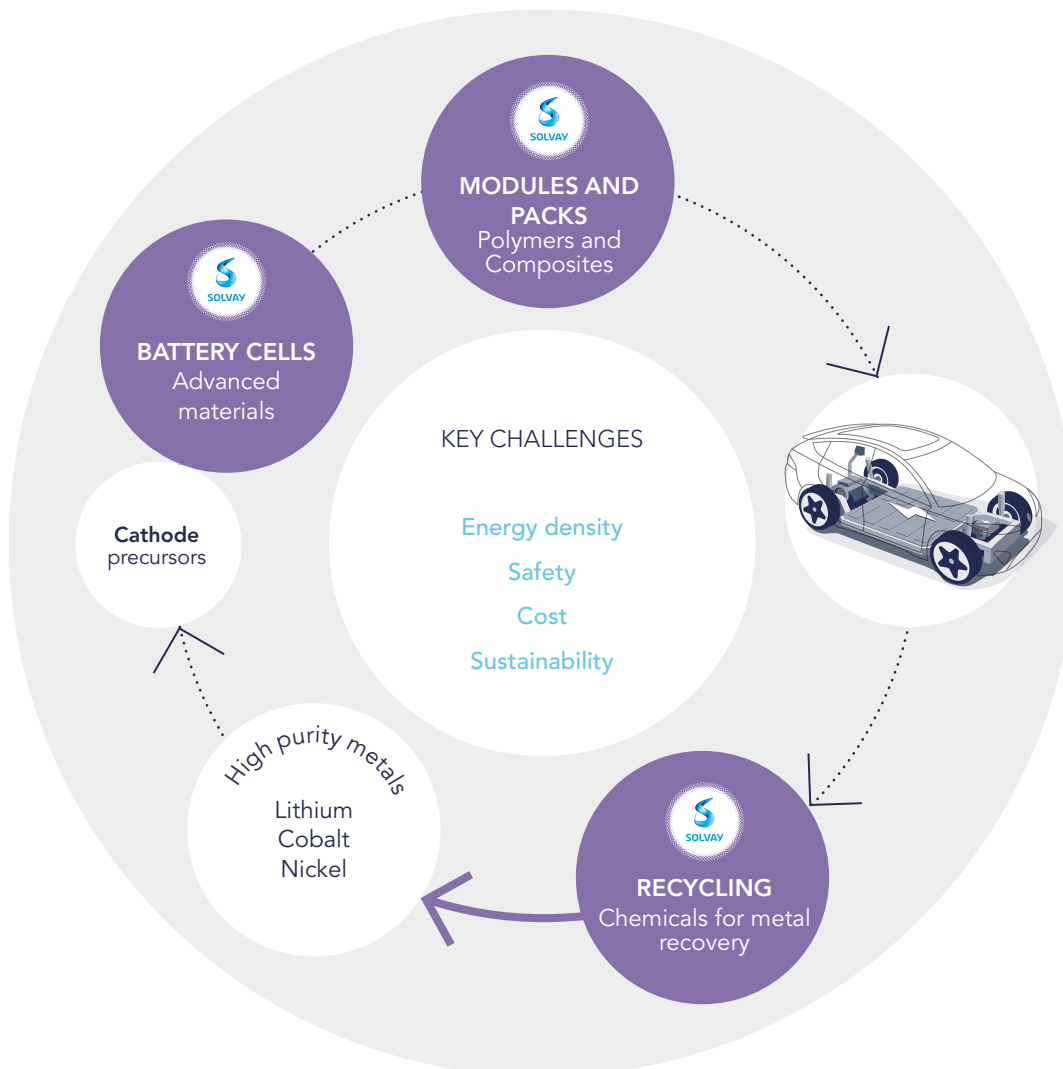 SOLVAY
MODULES AND
PACKS
Polymers and
Composites
SOLVAY
BATTERY CELLS
Advanced
materials
KEY CHALLENGES
Energy density
Safety
Cost
Sustainability
Cathode
precursors
High purity metals
Lithium
Cobalt
Nickel
SOLVAY
RECYCLING
Chemicals for metal
recovery